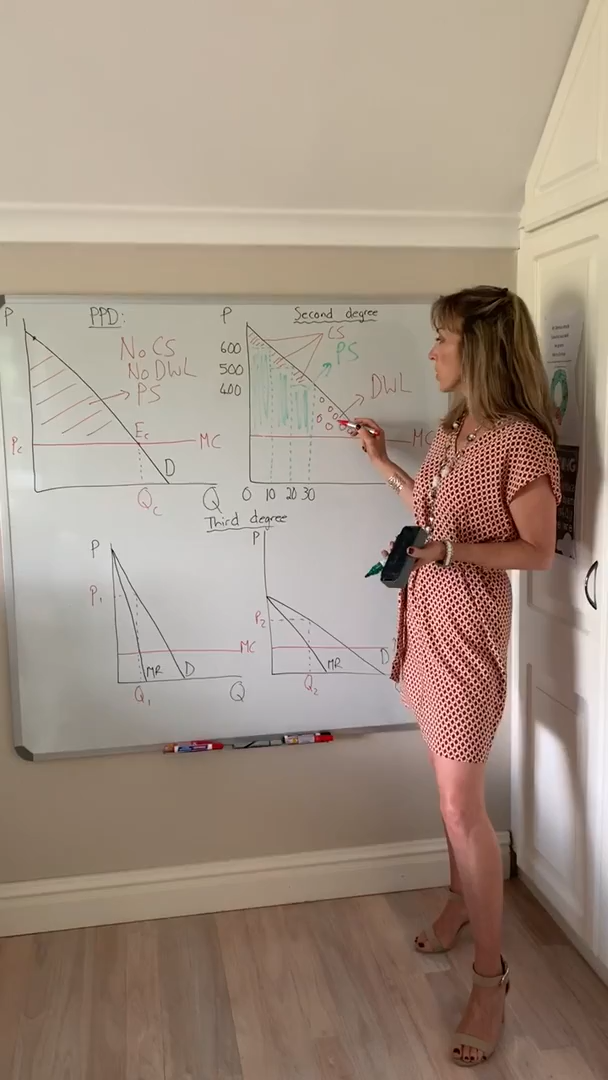 P
PPD:
No CS
No DWL
PS
Pc
Ec
MC
D
Qc
Q
P
Second degree
600
500
400
CS
PS
DWL
MC
0 10 20 30
Third degree
P
P1
MC
MR
D
Q1
Q
P
P2
D
MR
Q2